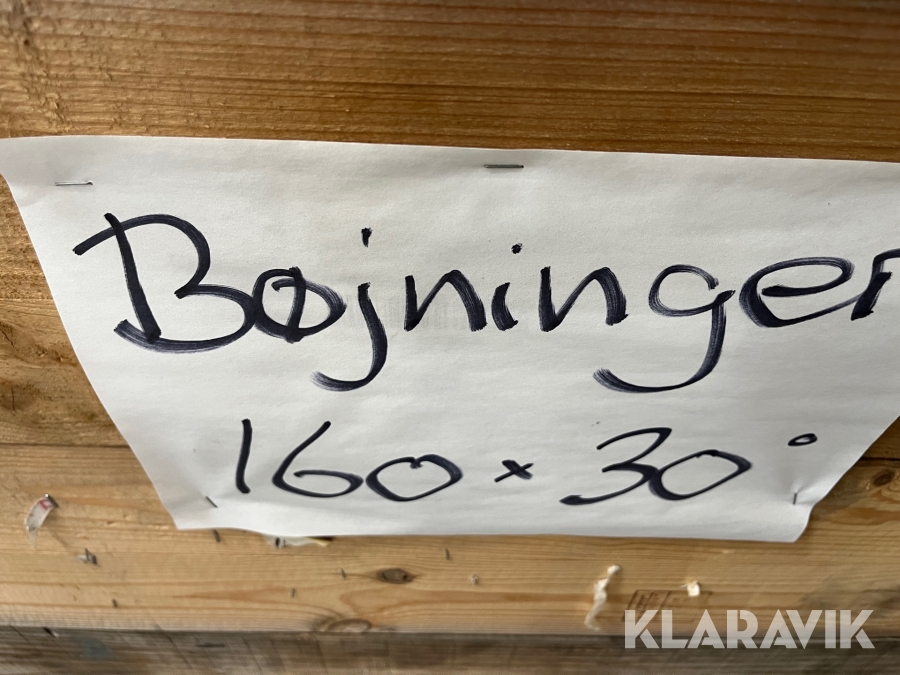 Bøjninger
160 x 30°
KLARAVIK